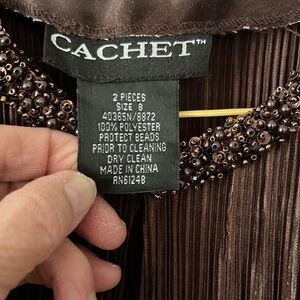 CACHET™
2 PIECES
SIZE 8
40365N/8872
100% POLYESTER
PROTECT BEADS
PRIOR TO CLEANING
DRY CLEAN
MADE IN CHINA
RN61248